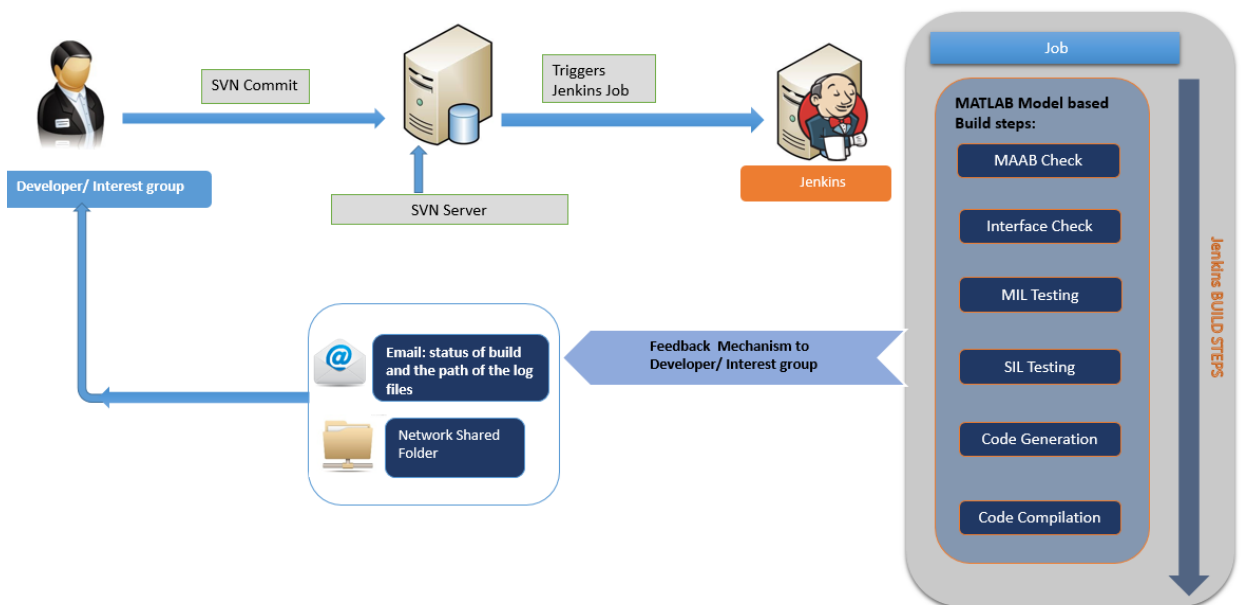 SVN Commit
Triggers
Jenkins Job
Developer/ Interest group
SVN Server
Jenkins
Job
MATLAB Model based
Build steps:
MAAB Check
Interface Check
MIL Testing
SIL Testing
Code Generation
Code Compilation
Jenkins BUILD STEPS
Feedback Mechanism to
Developer/ Interest group
@
Email: status of build
and the path of the log
files
Network Shared
Folder